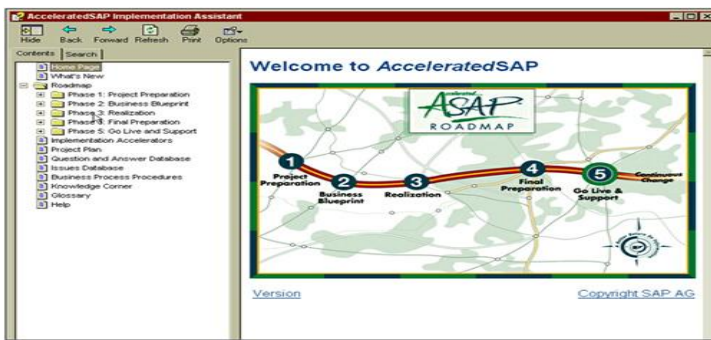 AcceleratedSAP Implementation Assistant
Hide Back Forward Refresh Print Options
Contents Search
Home Page
What's New
Roadmap
Phase 1: Project Preparation
Phase 2: Business Blueprint
Phase 3: Realization
Phase 4: Final Preparation
Phase 5: Go Live and Support
Implementation Accelerators
Project Plan
Question and Answer Database
Issues Database
Business Process Procedures
Knowledge Corner
Glossary
Help
Welcome to AcceleratedSAP
Accelerated
ASAP
ROADMAP
1
Project
Preparation
2
Business
Blueprint
3
Realization
4
Final
Preparation
5
Go Live &
Support
Continuous
Change
Version
Copyright SAP AG